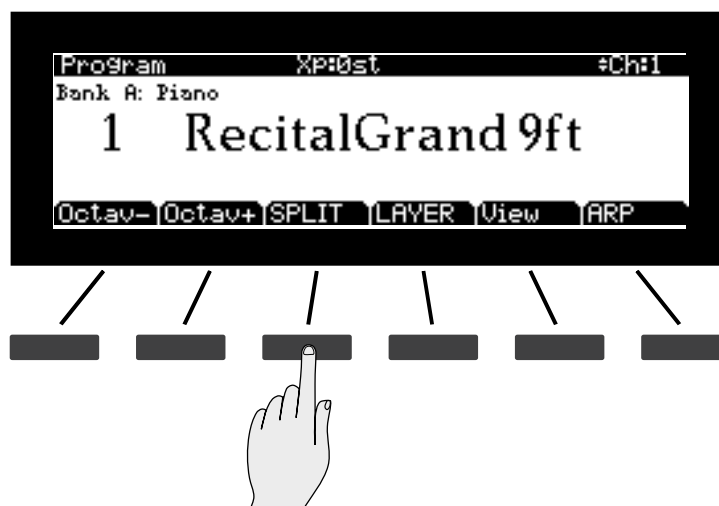 Program Xp:0st ÷Ch:1
Bank A: Piano
1 RecitalGrand 9ft
Octav- Octav+ SPLIT LAYER View ARP